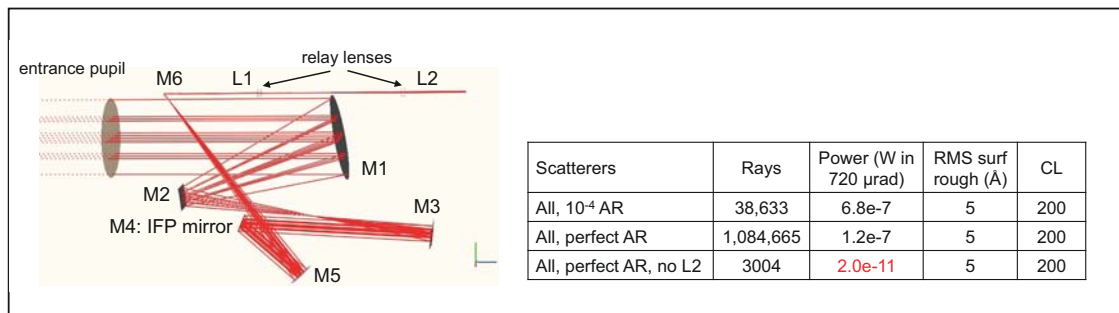 relay lenses
entrance pupil
M6
L1
L2
M1
M2
M3
M4: IFP mirror
M5
Scatterers Rays Power (W in 720 µrad) RMS surf rough (Å) CL
All, 10-4 AR 38,633 6.8e-7 5 200
All, perfect AR 1,084,665 1.2e-7 5 200
All, perfect AR, no L2 3004 2.0e-11 5 200